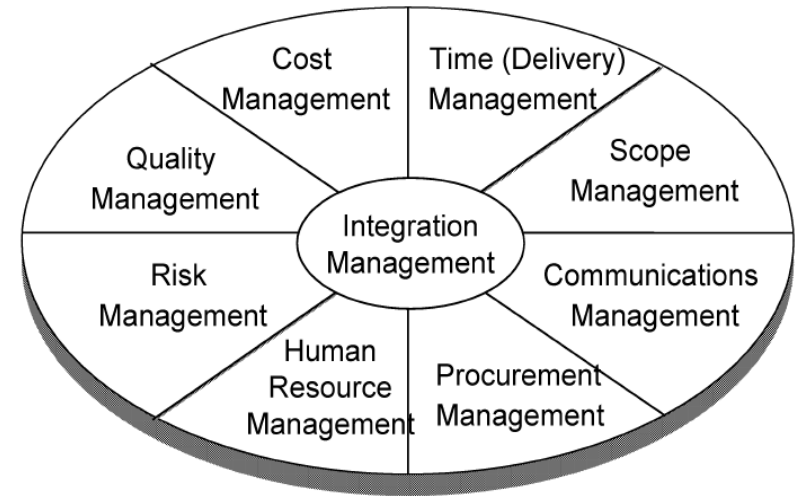 Cost
Management
Time (Delivery)
Management
Quality
Management
Scope
Management
Integration
Management
Risk
Management
Communications
Management
Human
Resource
Management
Procurement
Management